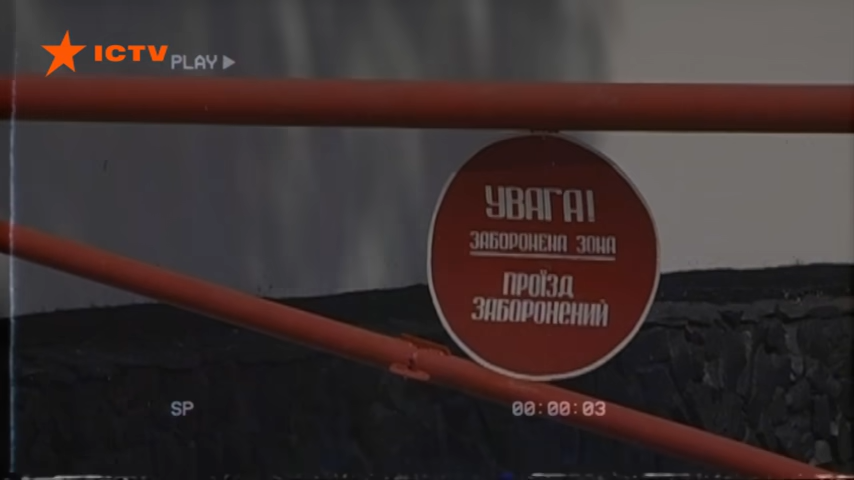 ICTV
PLAY
УВАГА!
ЗАБОРОНЕНА ЗОНА
ПРОЇЗД
ЗАБОРОНЕНИЙ
SP
00:00:03